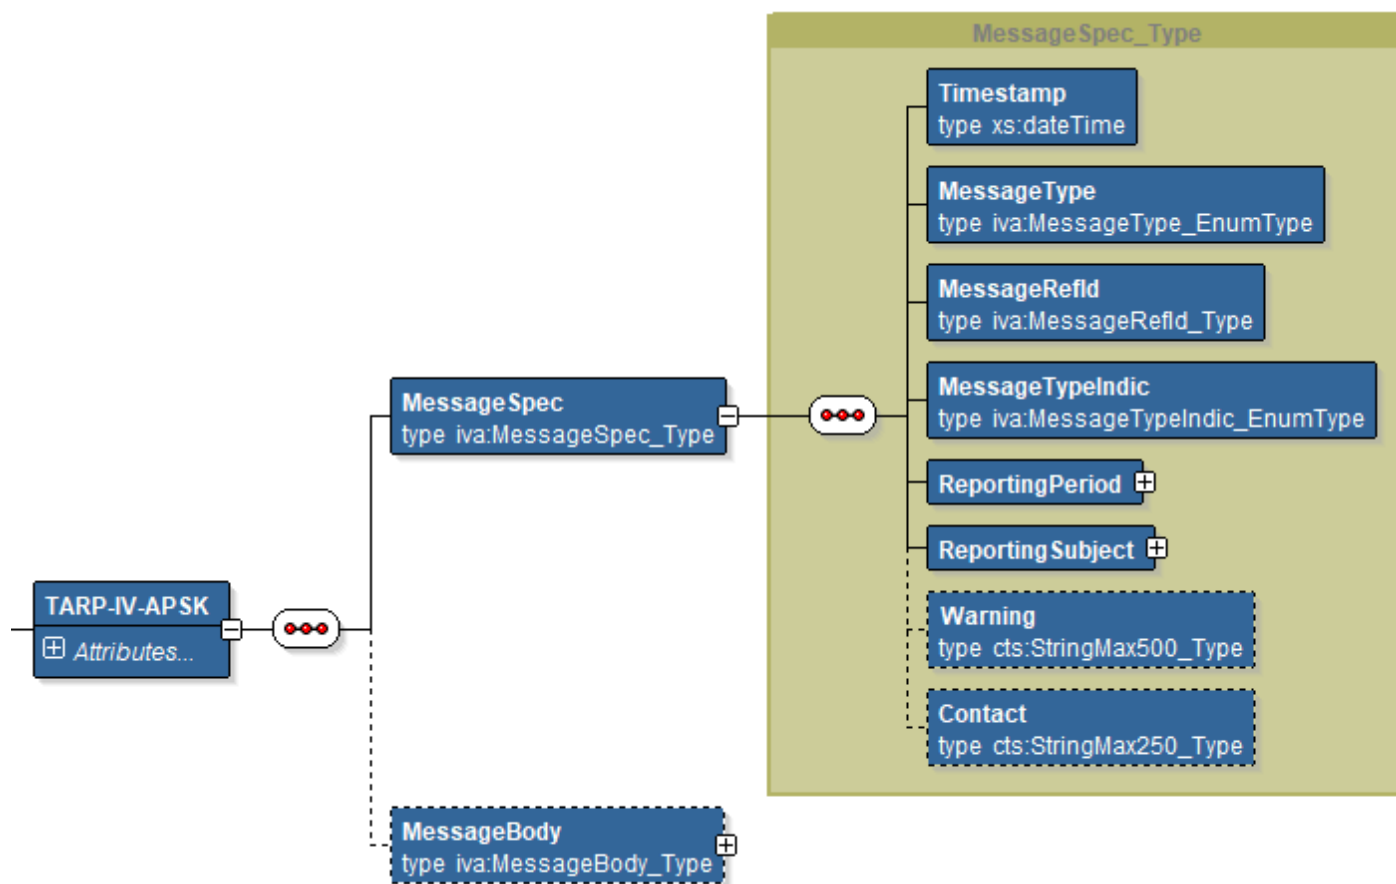 MessageSpec_Type
Timestamp
type xs:dateTime
MessageType
type iva:MessageType_EnumType
MessageRefId
type iva:MessageRefId_Type
MessageTypeIndic
type iva:MessageTypeIndic_EnumType
MessageSpec
type iva:MessageSpec_Type
ReportingPeriod
ReportingSubject
TARP-IV-APSK
Attributes...
Warning
type cts:StringMax500_Type
Contact
type cts:StringMax250_Type
MessageBody
type iva:MessageBody_Type